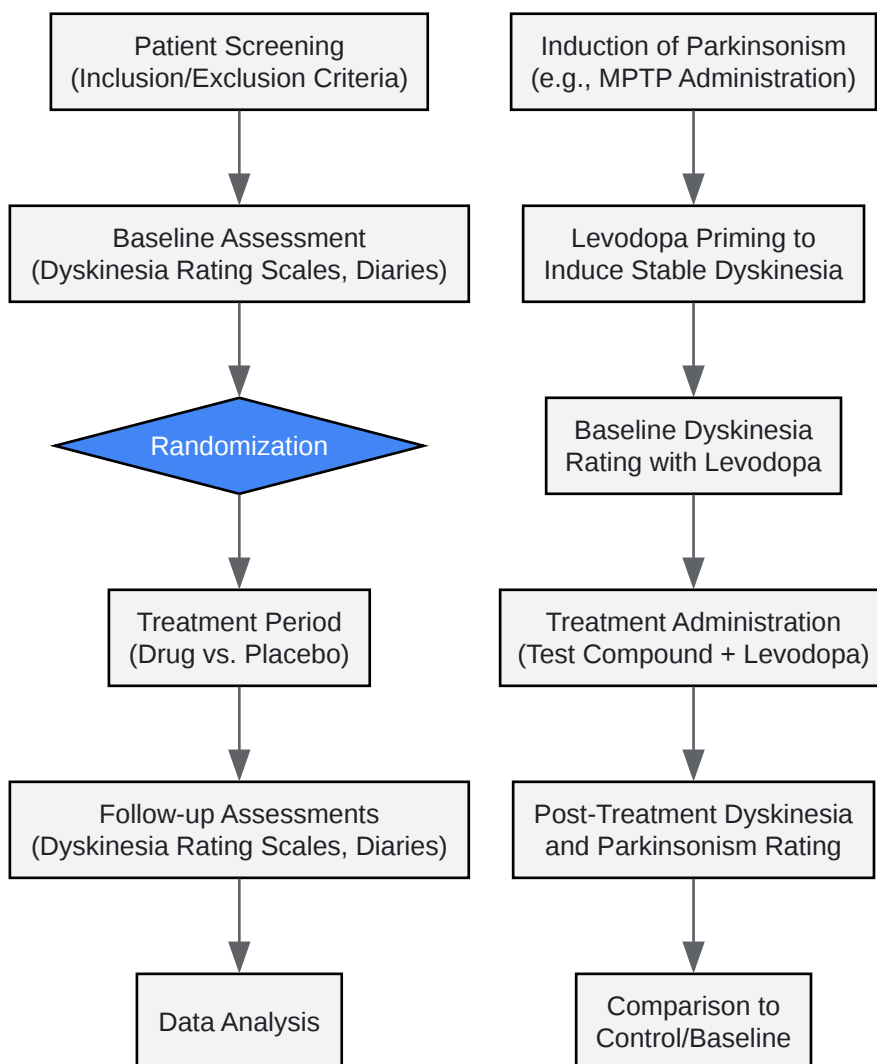 Patient Screening
(Inclusion/Exclusion Criteria)
Baseline Assessment
(Dyskinesia Rating Scales, Diaries)
Randomization
Treatment Period
(Drug vs. Placebo)
Follow-up Assessments
(Dyskinesia Rating Scales, Diaries)
Data Analysis
Induction of Parkinsonism
(e.g., MPTP Administration)
Levodopa Priming to
Induce Stable Dyskinesia
Baseline Dyskinesia
Rating with Levodopa
Treatment Administration
(Test Compound + Levodopa)
Post-Treatment Dyskinesia
and Parkinsonism Rating
Comparison to
Control/Baseline